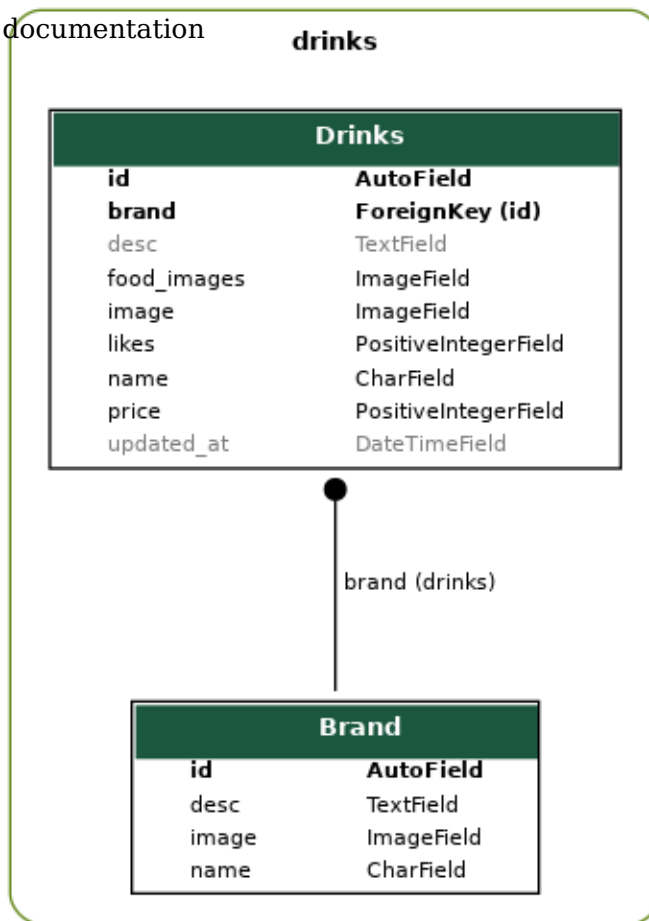 documentation
drinks
Drinks
id AutoField
brand ForeignKey (id)
desc TextField
food_images ImageField
image ImageField
likes PositiveIntegerField
name CharField
price PositiveIntegerField
updated_at DateTimeField
brand (drinks)
Brand
id AutoField
desc TextField
image ImageField
name CharField